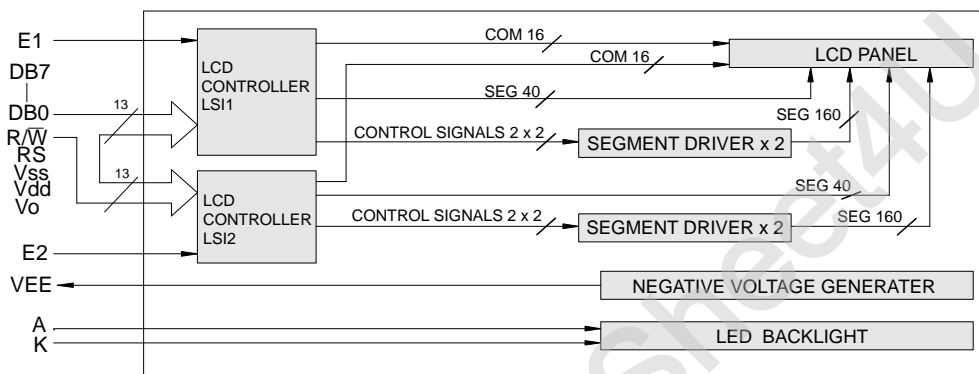 E1
DB7
DB0
R/W
RS
Vss
Vdd
Vo
E2
VEE
A
K
13
13
LCD
CONTROLLER
LSI1
LCD
CONTROLLER
LSI2
COM 16
COM 16
SEG 40
CONTROL SIGNALS 2 x 2
SEGMENT DRIVER x 2
SEG 160
LCD PANEL
SEG 40
CONTROL SIGNALS 2 x 2
SEGMENT DRIVER x 2
SEG 160
NEGATIVE VOLTAGE GENERATER
LED BACKLIGHT
Sheet4U